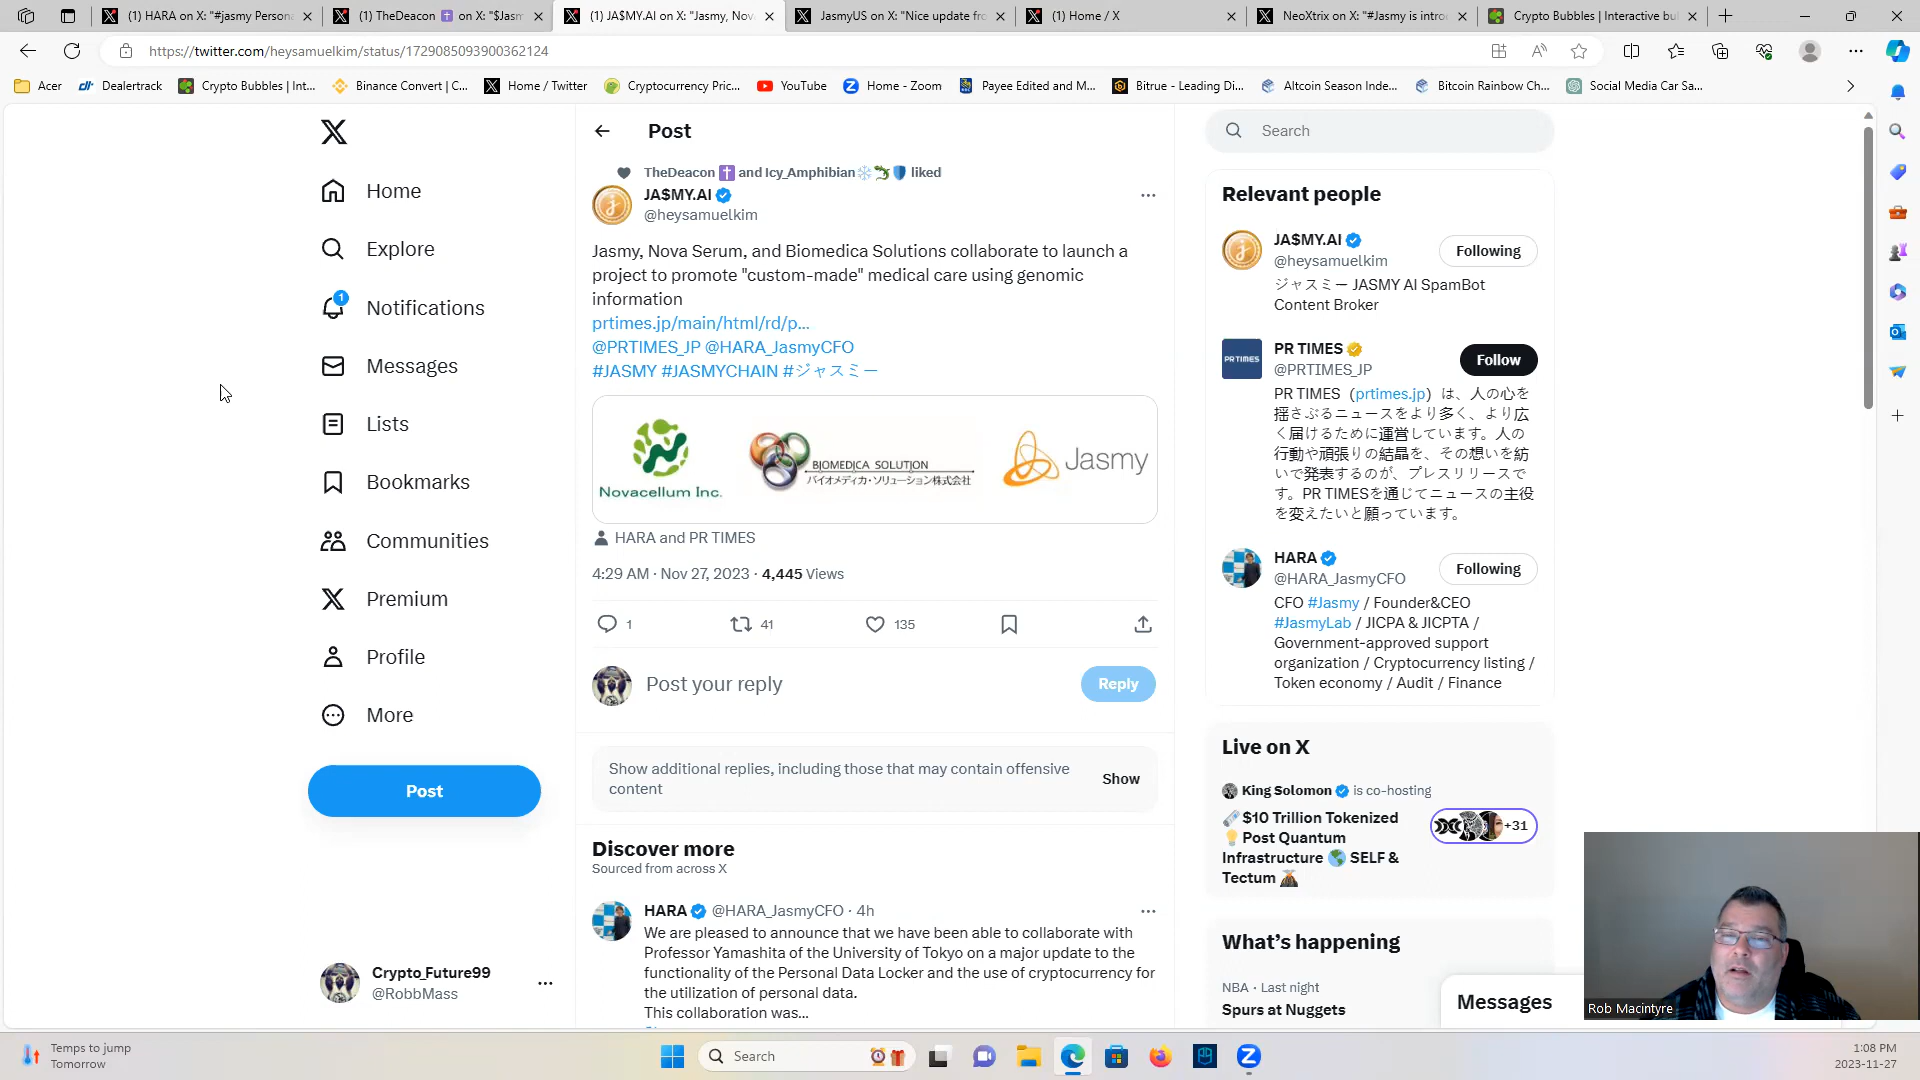 (1) HARA on X: "#jasmy Persona
(1) TheDeacon ✝️ on X: "$Jasm
(1) JA$MY.AI on X: "Jasmy, Nov
JasmyUS on X: "Nice update fro
(1) Home / X
NeoXtrix on X: "#Jasmy is intro
Crypto Bubbles | Interactive bu
https://twitter.com/heysamuelkim/status/1729085093900362124
Acer
Dealertrack
Crypto Bubbles | Int...
Binance Convert | C...
Home / Twitter
Cryptocurrency Pric...
YouTube
Home - Zoom
Payee Edited and M...
Bitrue - Leading Di...
Altcoin Season Inde...
Bitcoin Rainbow Ch...
Social Media Car Sa...
Home
Explore
1
Notifications
Messages
Lists
Bookmarks
Communities
Premium
Profile
More
Post
Crypto_Future99
@RobbMass
Post
TheDeacon ✝️ and Icy_Amphibian❄️🐉🛡️ liked
JA$MY.AI
@heysamuelkim
Jasmy, Nova Serum, and Biomedica Solutions collaborate to launch a
project to promote "custom-made" medical care using genomic
information
prtimes.jp/main/html/rd/p...
@PRTIMES_JP @HARA_JasmyCFO
#JASMY #JASMYCHAIN #ジャスミー
Novacellum Inc.
BIOMEDICA SOLUTION
バイオメディカ・ソリューション株式会社
Jasmy
HARA and PR TIMES
4:29 AM · Nov 27, 2023 · 4,445 Views
1
41
135
Post your reply
Reply
Show additional replies, including those that may contain offensive
content
Show
Discover more
Sourced from across X
HARA @HARA_JasmyCFO · 4h
We are pleased to announce that we have been able to collaborate with
Professor Yamashita of the University of Tokyo on a major update to the
functionality of the Personal Data Locker and the use of cryptocurrency for
the utilization of personal data.
This collaboration was...
Search
Relevant people
JA$MY.AI
@heysamuelkim
Following
ジャスミー JASMY AI SpamBot
Content Broker
PRTIMES
PR TIMES
@PRTIMES_JP
Follow
PR TIMES（prtimes.jp）は、人の心を
揺さぶるニュースをより多く、より広
く届けるために運営しています。人の
行動や頑張りの結晶を、その想いを紡
いで発表するのが、プレスリリースで
す。PR TIMESを通じてニュースの主役
を変えたいと願っています。
HARA
@HARA_JasmyCFO
Following
CFO #Jasmy / Founder&CEO
#JasmyLab / JICPA & JICPTA /
Government-approved support
organization / Cryptocurrency listing /
Token economy / Audit / Finance
Live on X
King Solomon is co-hosting
$10 Trillion Tokenized
Post Quantum
Infrastructure 🌎 SELF &
Tectum 🌋
+31
What's happening
NBA · Last night
Spurs at Nuggets
Messages
Rob Macintyre
Temps to jump
Tomorrow
Search
1:08 PM
2023-11-27